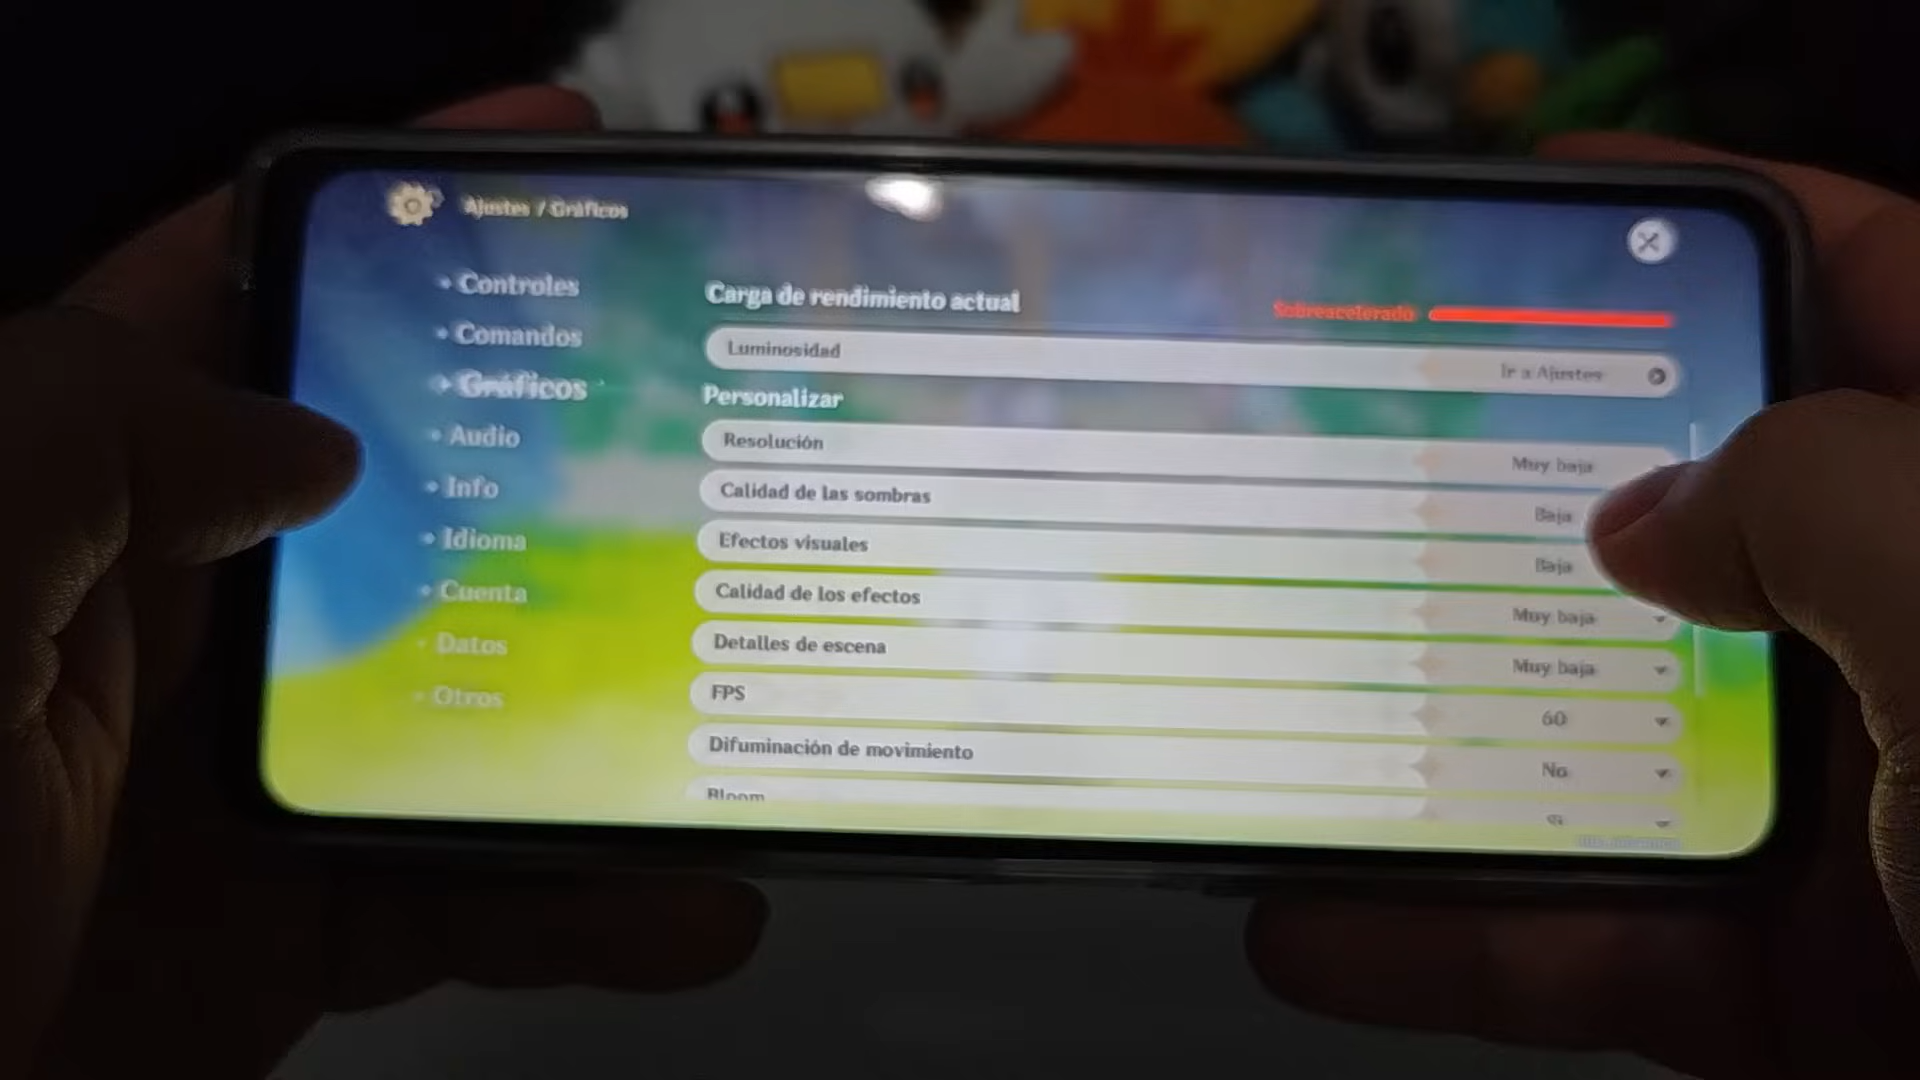 Ajustes / Gráficos
Controles
Comandos
Gráficos
Audio
Info
Idioma
Cuenta
Datos
Otros
Carga de rendimiento actual
Sobreacelerado
Luminosidad
Ir a Ajustes
Personalizar
Resolución
Muy baja
Calidad de las sombras
Baja
Efectos visuales
Baja
Calidad de los efectos
Muy baja
Detalles de escena
Muy baja
FPS
60
Difuminación de movimiento
No
Bloom
Sí